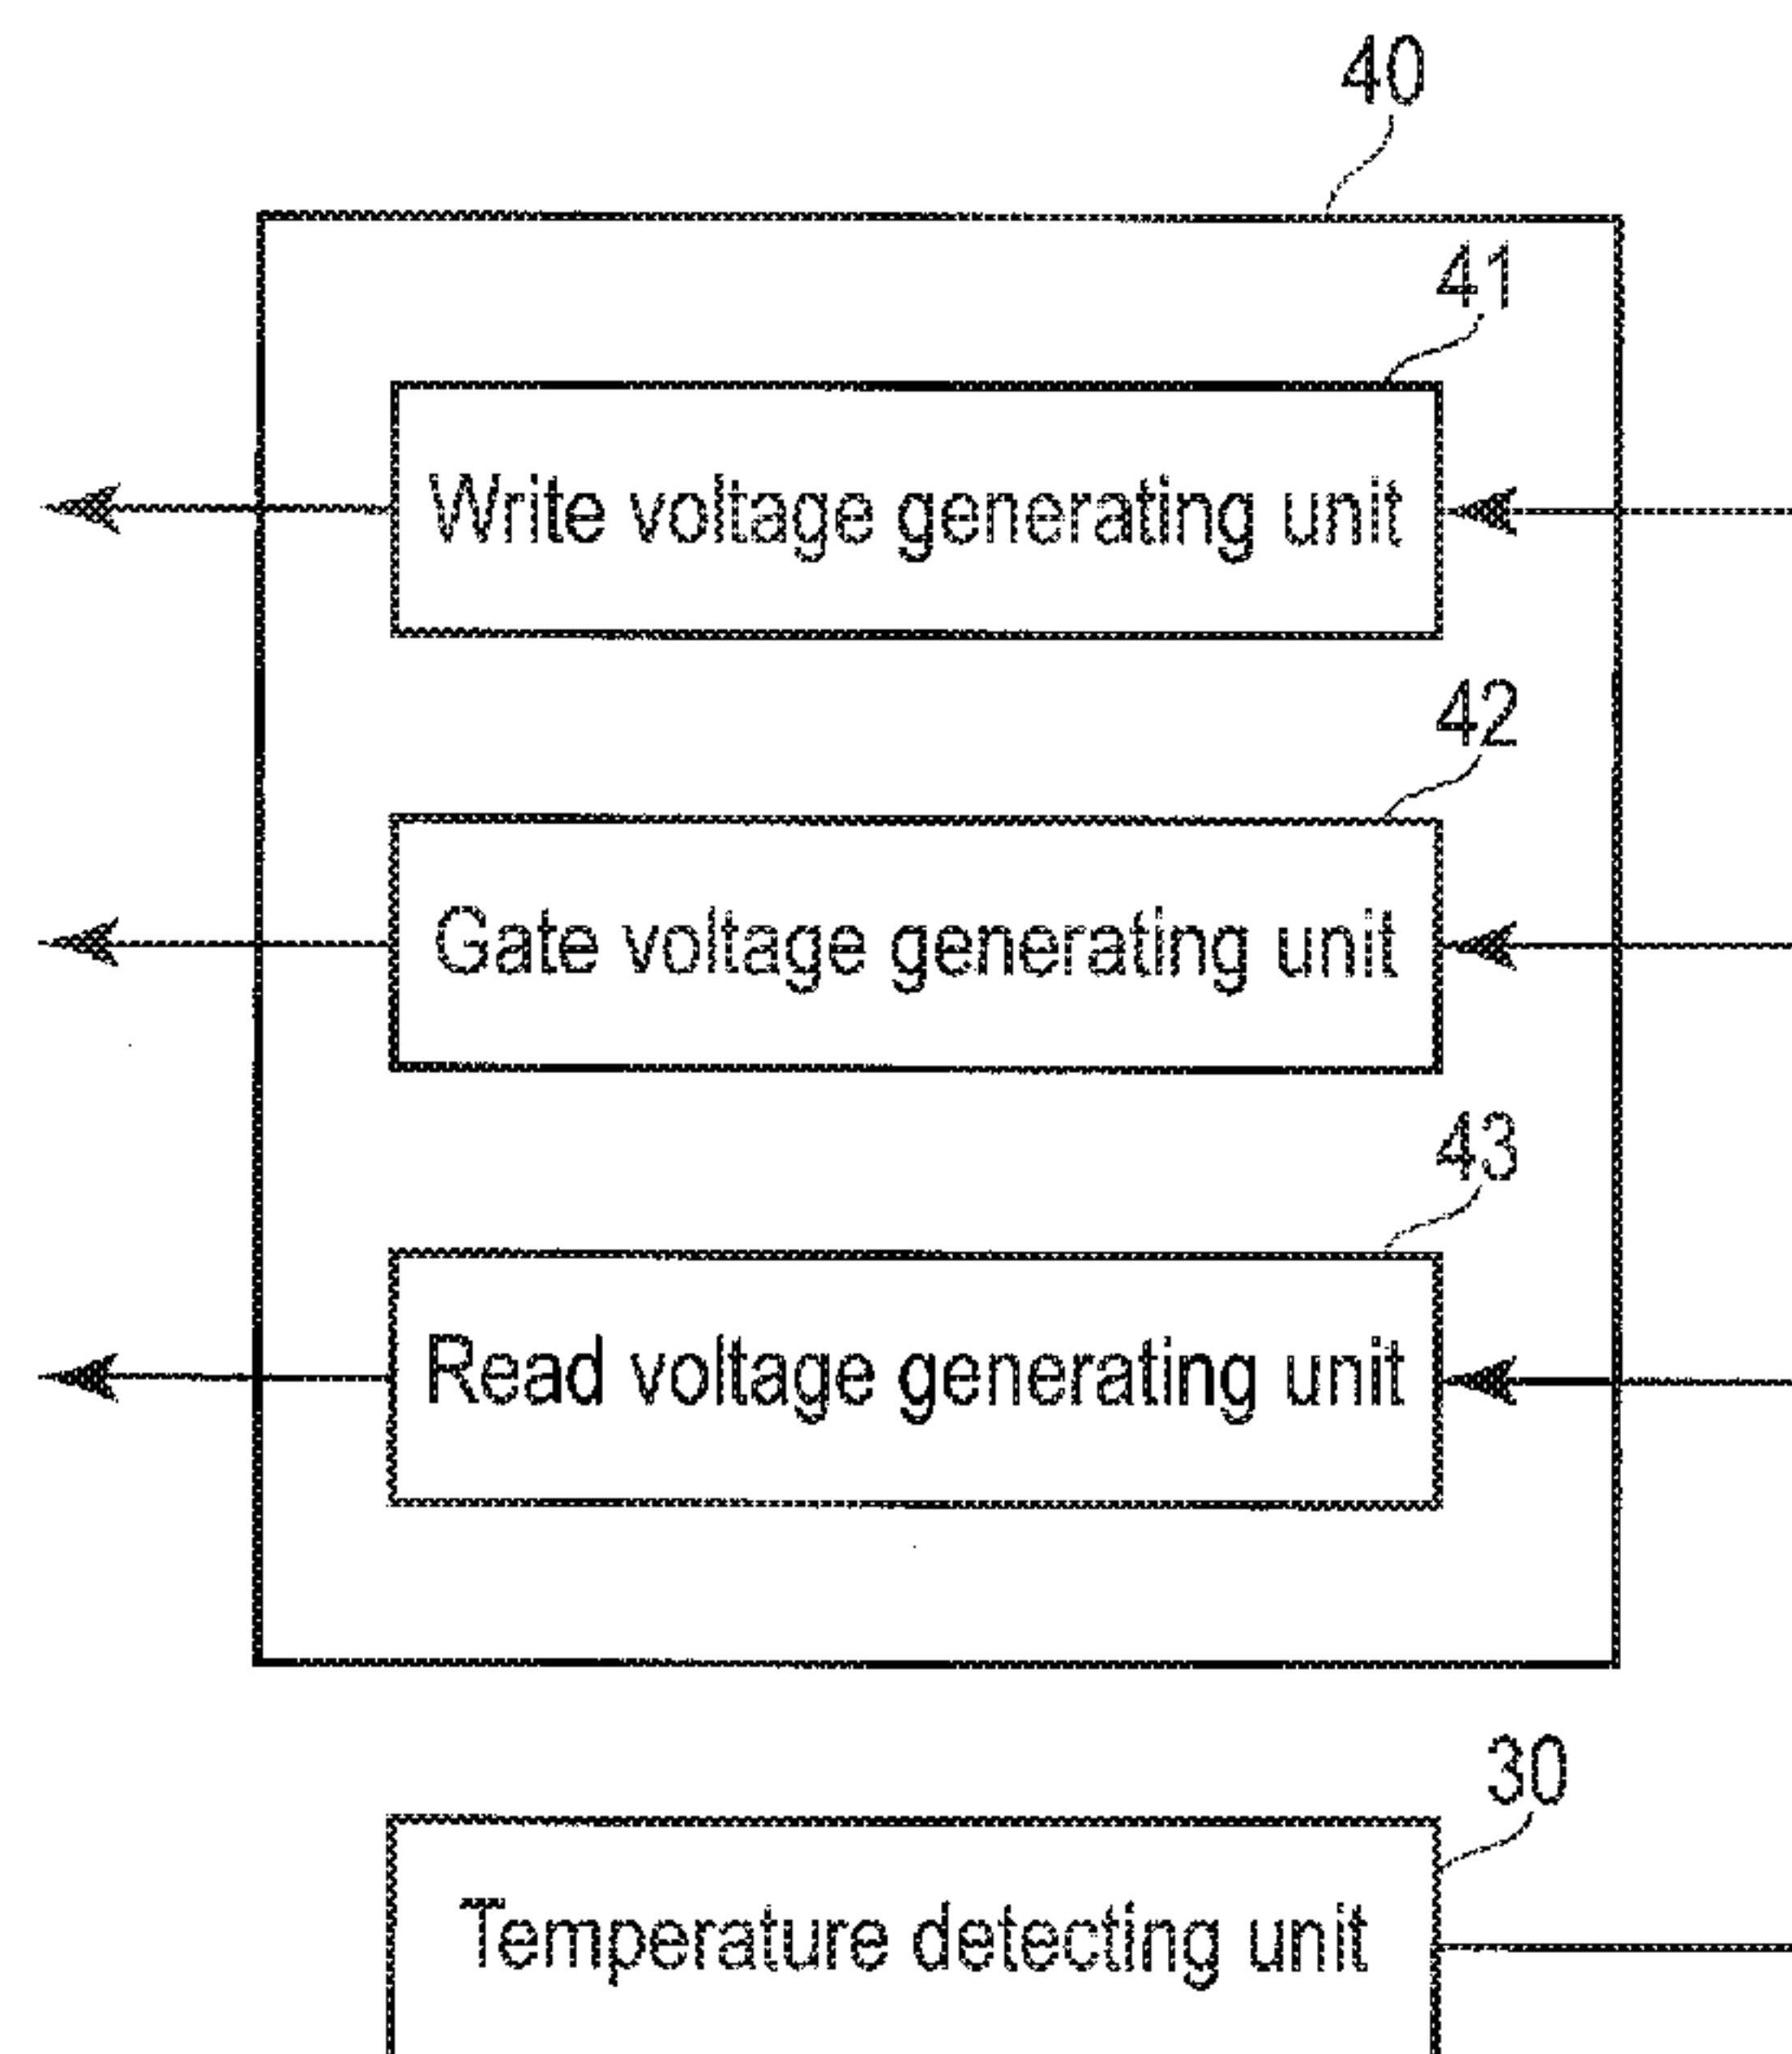 40
41
Write voltage generating unit
42
Gate voltage generating unit
43
Read voltage generating unit
30
Temperature detecting unit